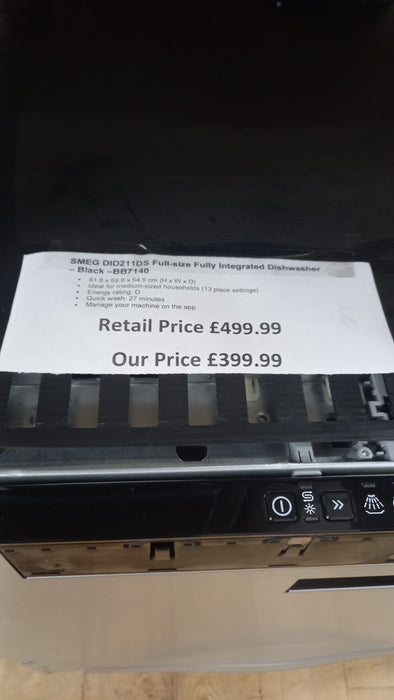 SMEG DID211DS Full-size Fully Integrated Dishwasher
– Black –BB7140
• 81.8 x 59.8 x 54.5 cm (H x W x D)
• Ideal for medium-sized households (13 place settings)
• Energy rating: D
• Quick wash: 27 minutes
• Manage your machine on the app
Retail Price £499.99
Our Price £399.99